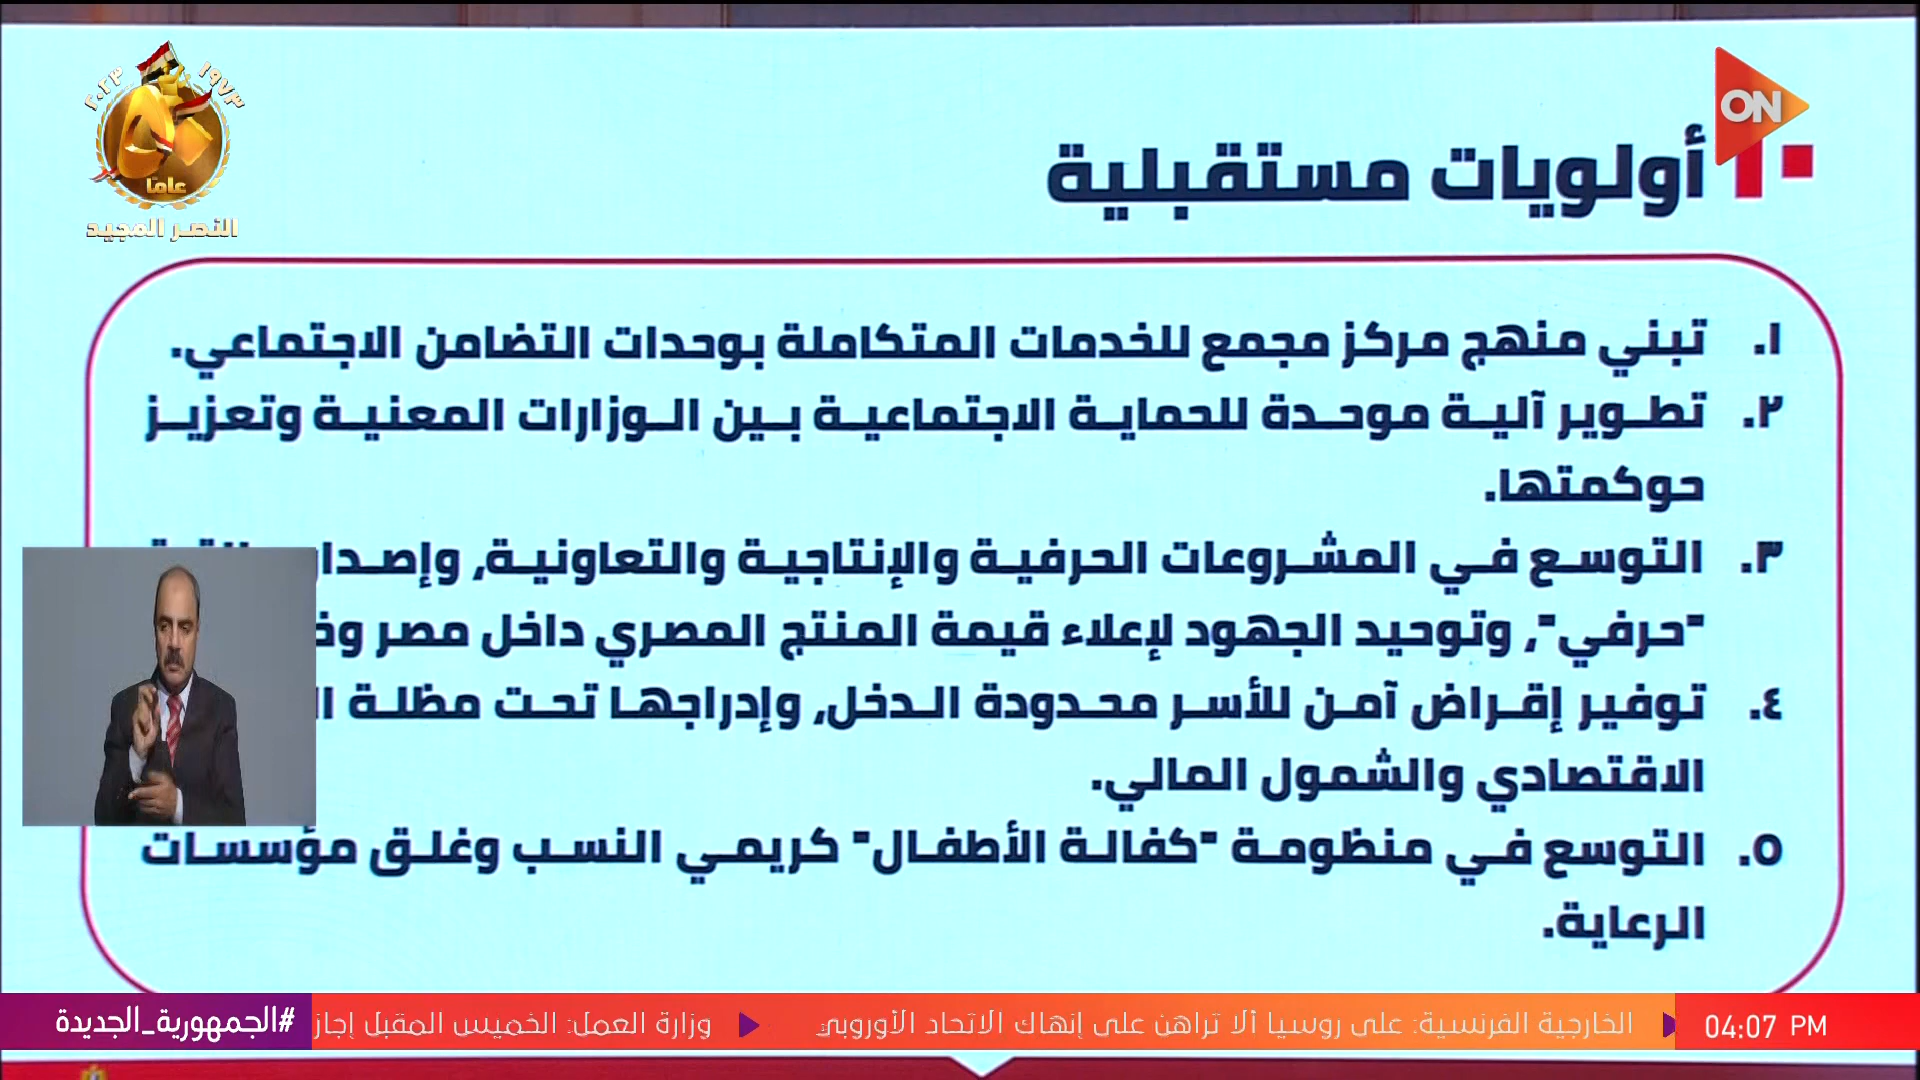 ١٩٧٣
٢٠٢٣
عامًا
النصر المجيد
ON
١٠ أولويات مستقبلية
١. تبني منهج مركز مجمع للخدمات المتكاملة بوحدات التضامن الاجتماعي.
٢. تطوير آلية موحدة للحماية الاجتماعية بين الوزارات المعنية وتعزيز
حوكمتها.
٣. التوسع في المشروعات الحرفية والإنتاجية والتعاونية، وإصدار
"حرفي"، وتوحيد الجهود لإعلاء قيمة المنتج المصري داخل مصر
٤. توفير إقراض آمن للأسر محدودة الدخل، وإدراجها تحت مظلة
الاقتصادي والشمول المالي.
٥. التوسع في منظومة "كفالة الأطفال" كريمي النسب وغلق مؤسسات
الرعاية.
04:07 PM
الخارجية الفرنسية: على روسيا ألا تراهن على إنهاك الاتحاد الأوروبي
وزارة العمل: الخميس المقبل إجاز
#الجمهورية_الجديدة